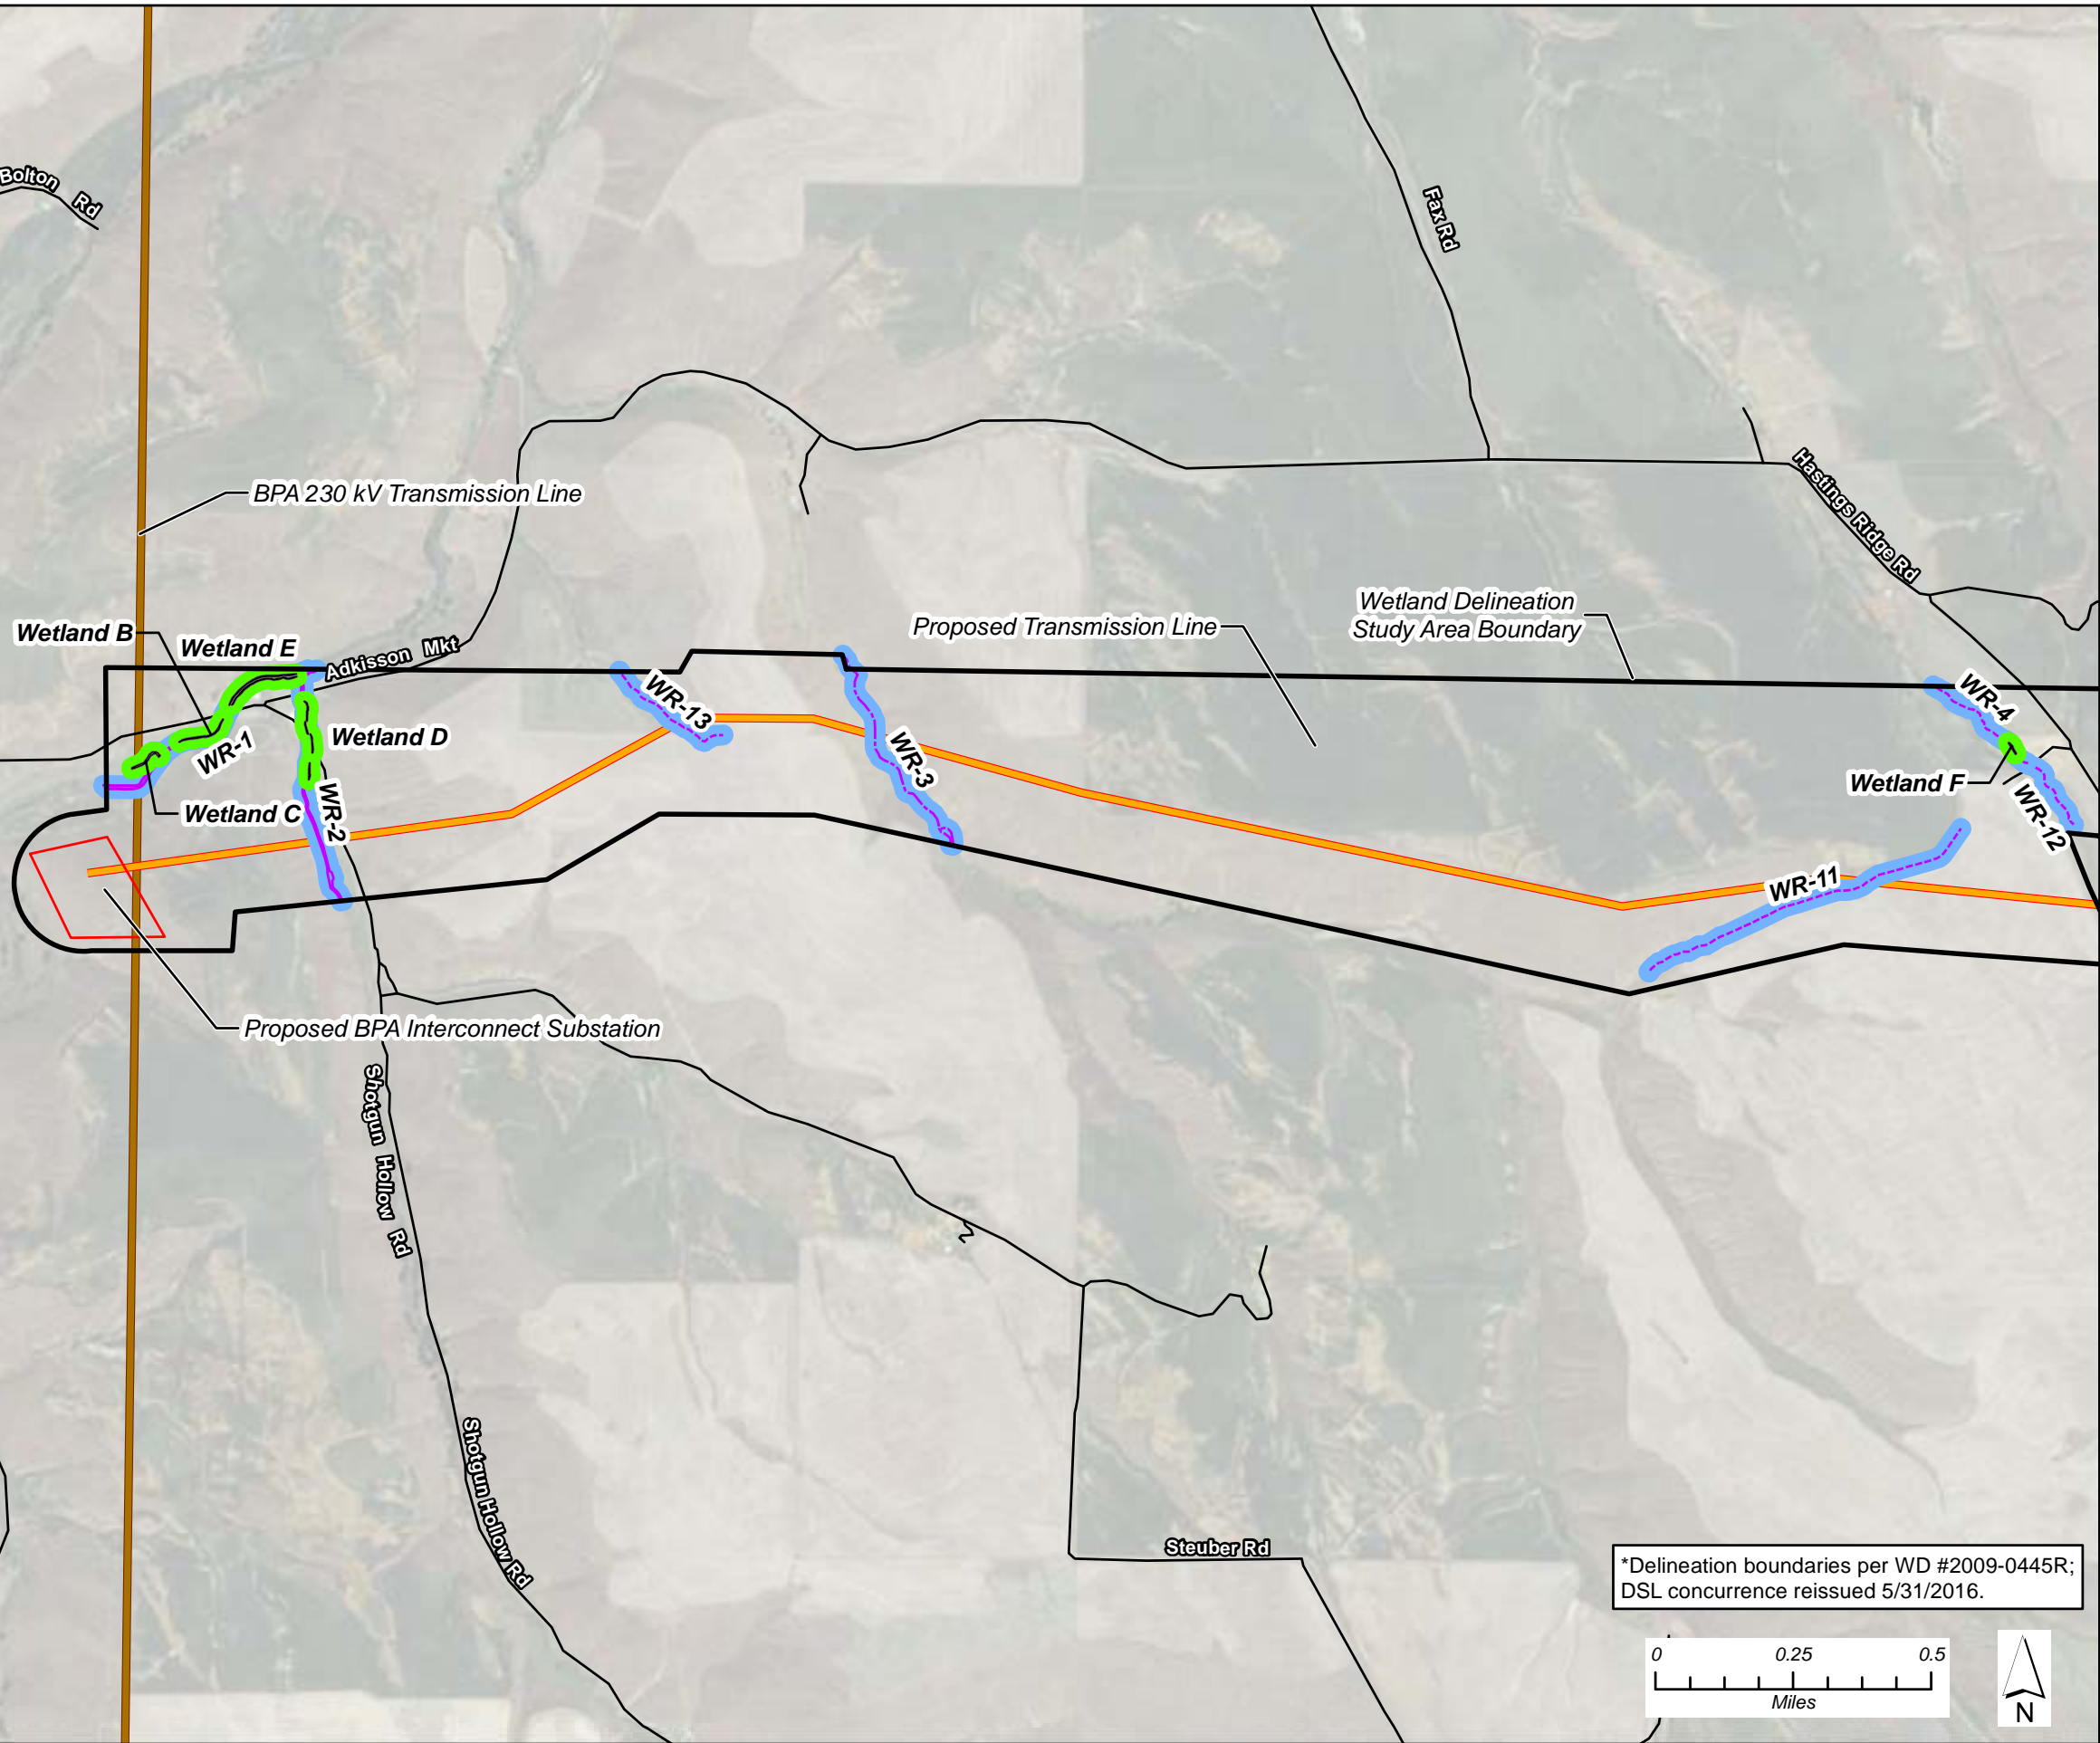 Bolton Rd
Fax Rd
Hastings Ridge Rd
BPA 230 kV Transmission Line
Wetland Delineation
Study Area Boundary
Proposed Transmission Line
Wetland B
Wetland E
Adkisson Mkt
WR-13
WR-4
WR-1
Wetland D
WR-3
Wetland F
Wetland C
WR-2
WR-12
WR-11
Proposed BPA Interconnect Substation
Shotgun Hollow Rd
Shotgun Hollow Rd
Steuber Rd
*Delineation boundaries per WD #2009-0445R;
DSL concurrence reissued 5/31/2016.
0 0.25 0.5
Miles
N